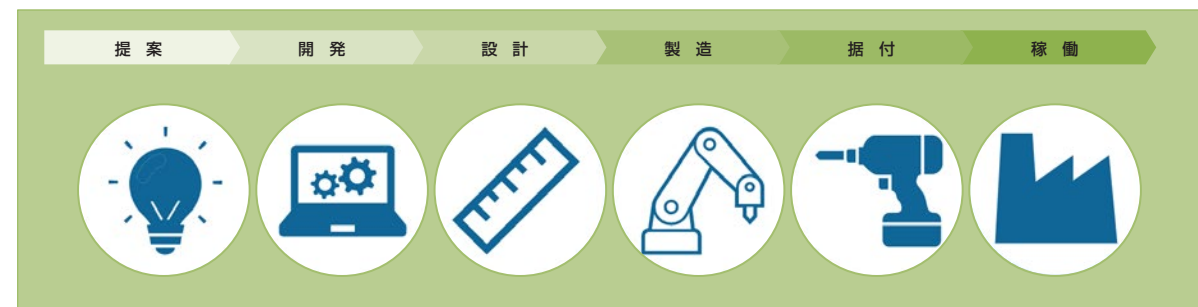 提 案 開 発 設 計 製 造 据 付 稼 働